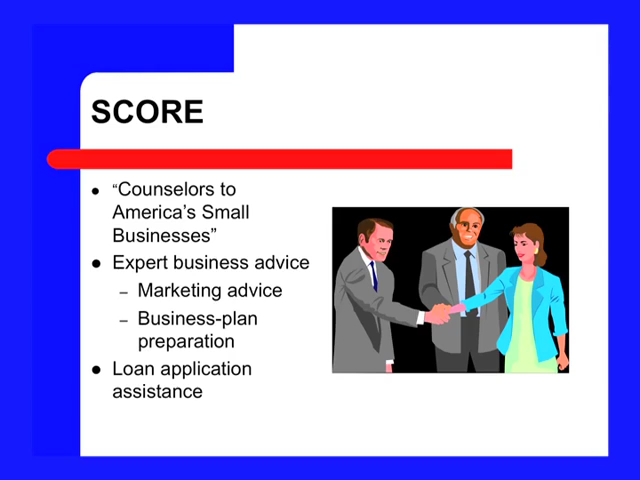 SCORE
“Counselors to
America’s Small
Businesses”
Expert business advice
– Marketing advice
– Business-plan
preparation
Loan application
assistance